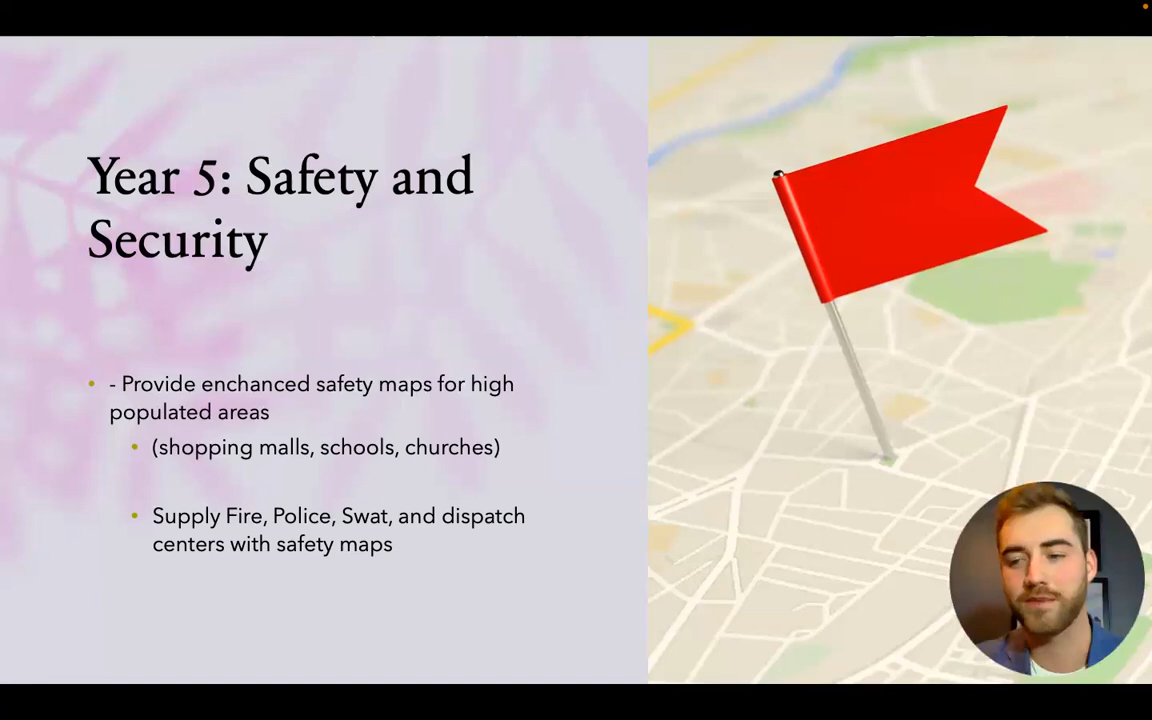 Year 5: Safety and
Security
- Provide enchanced safety maps for high
populated areas
(shopping malls, schools, churches)
Supply Fire, Police, Swat, and dispatch
centers with safety maps